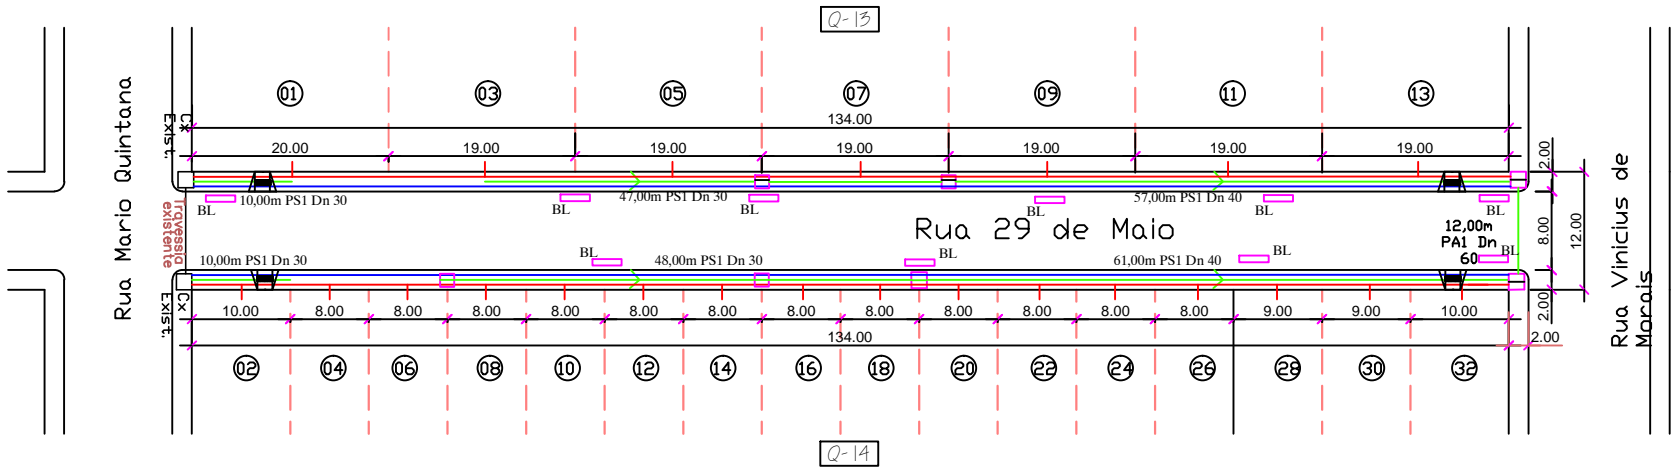 Q-13
01 03 05 07 09 11 13
134.00
20.00 19.00 19.00 19.00 19.00 19.00 19.00
Rua Mario Quintana
Cx
Exist.
2.00
10,00m PS1 Dn 30
47,00m PS1 Dn 30
57,00m PS1 Dn 40
BL BL BL BL BL BL
Travessia
existente
Rua 29 de Maio
12,00m
PA1 Dn
60
8.00
12.00
BL BL BL BL
10,00m PS1 Dn 30
48,00m PS1 Dn 30
61,00m PS1 Dn 40
Rua Vinicius de
Morais
Cx
Exist.
2.00
10.00 8.00 8.00 8.00 8.00 8.00 8.00 8.00 8.00 8.00 8.00 8.00 8.00 9.00 9.00 10.00
134.00
2.00
02 04 06 08 10 12 14 16 18 20 22 24 26 28 30 32
Q-14